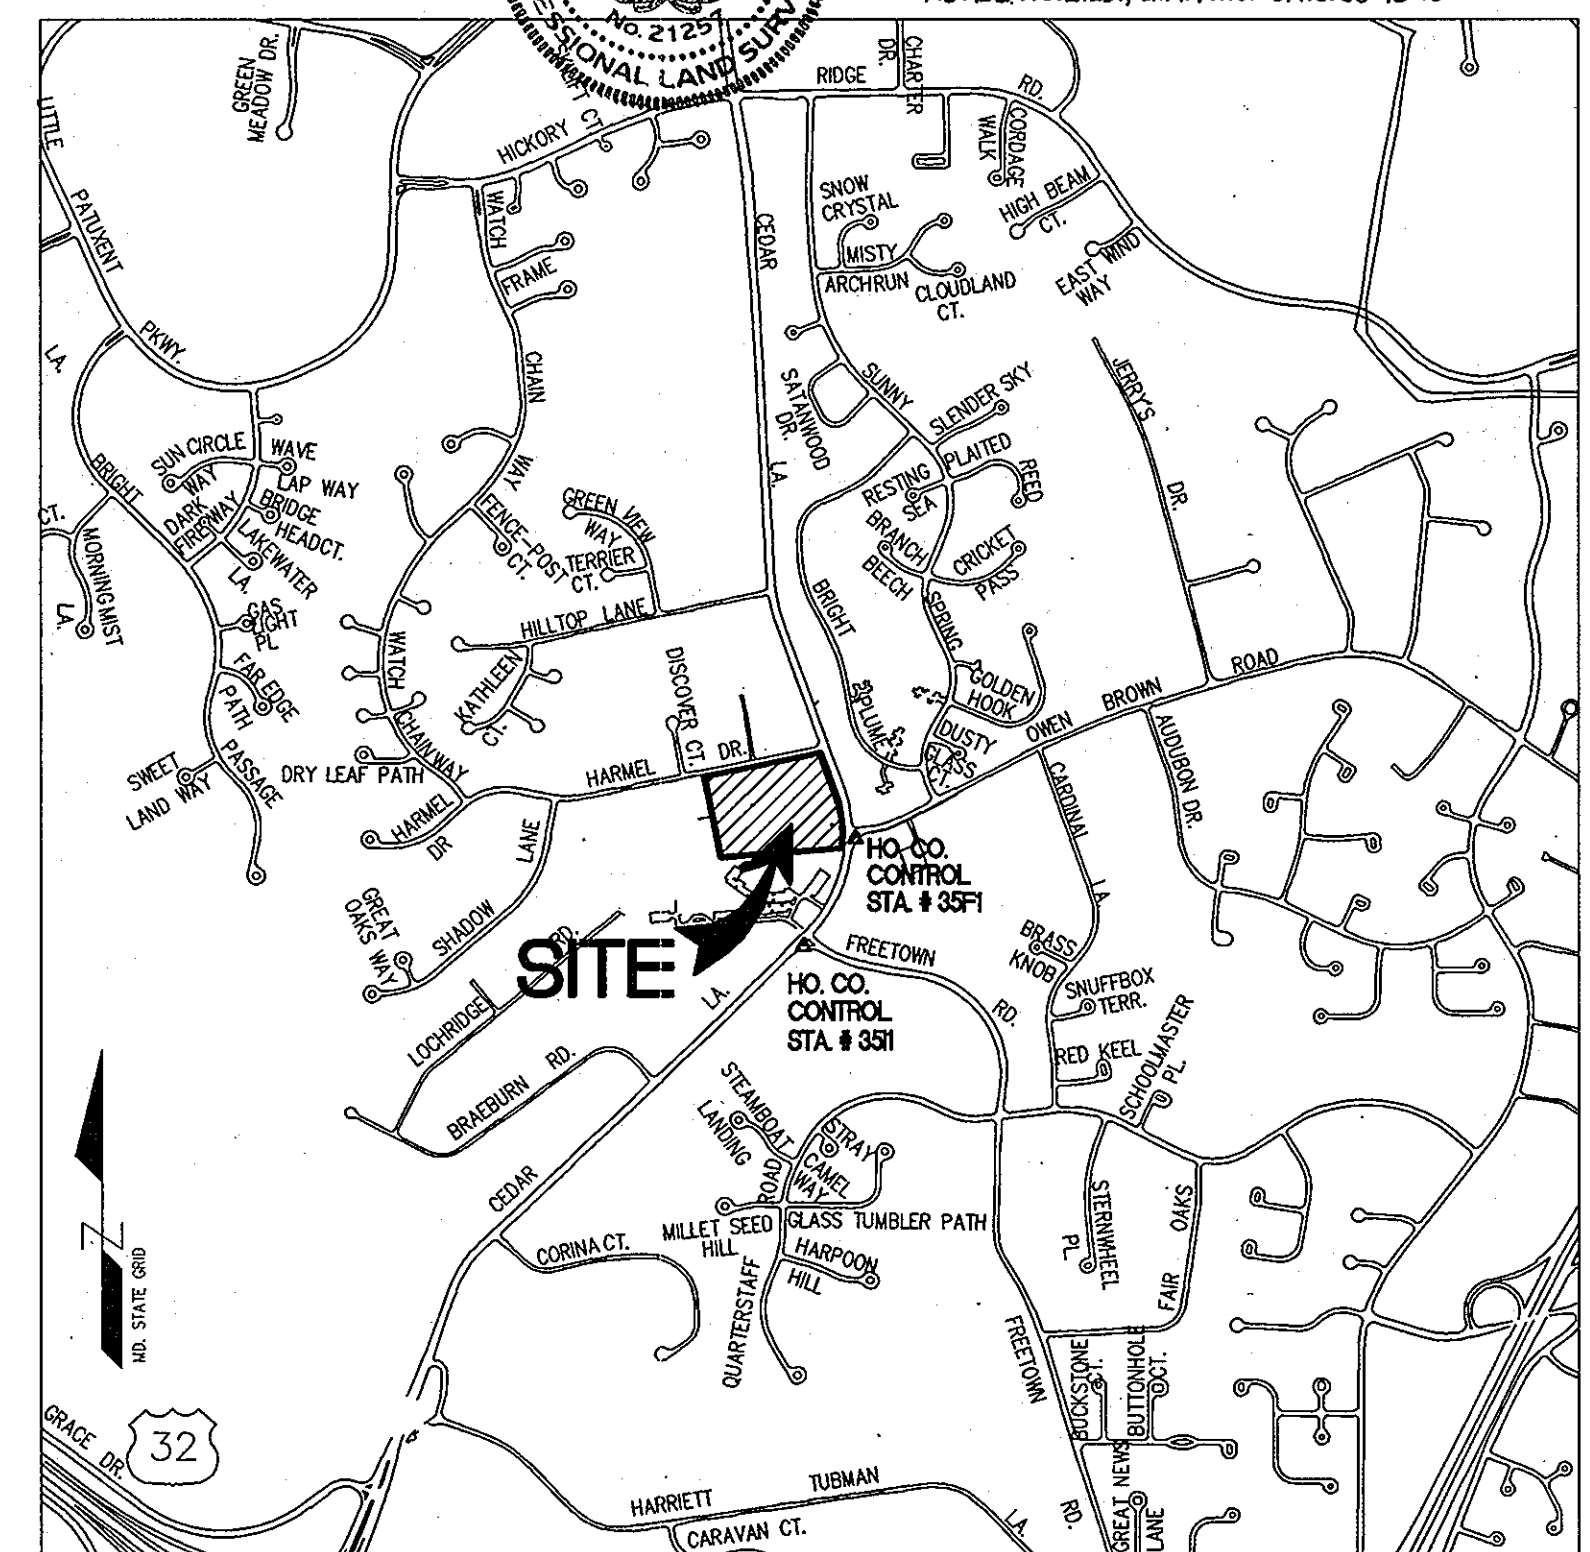 No. 21257
ESSIONAL LAND SURV
GREEN
MEADOW DR.
LITTLE
PATUXENT
PKWY.
LA.
HICKORY
CT.
RIDGE
RD.
CHARTER
DR.
CORDAGE
WALK
HIGH BEAM
CT.
EAST WIND
WAY
SNOW
CRYSTAL
MISTY
ARCHRUN
CLOUDLAND
CT.
WATCH
FRAME
CHAIN
WAY
CEDAR
LA.
SATANWOOD
DR.
SUNNY
SLENDER SKY
PLAITED
REED
RESTING
SEA
BRANCH
BEECH
CRICKET
PASS
SPRING
JERRY'S
DR.
BRIGHT
SUN CIRCLE
WAY
WAVE
LAP WAY
DARK
FIREWAY
BRIDGE
HEADCT.
LAKEWATER
LA.
CT.
MORNINGMIST
LA.
GAS
LIGHT
PL
FAR EDGE
PATH
PASSAGE
SWEET
LAND WAY
FENCE-POST
CT.
GREEN VIEW
WAY
TERRIER
CT.
HILLTOP LANE
KATHLEEN
CT.
WATCH
CHAINWAY
DRY LEAF PATH
DISCOVER CT.
HARMEL
DR.
HARMEL
DR
BRIGHT
PLUME
GOLDEN
HOOK
DUSTY
GLASS
CT.
OWEN
BROWN
ROAD
AUDUBON DR.
CARDINAL
LA.
LANE
SHADOW
GREAT
OAKS WAY
LOCHRIDGE
RD.
SITE
HO. CO.
CONTROL
STA. # 35F1
HO. CO.
CONTROL
STA. # 3511
FREETOWN
RD.
BRASS
KNOB
SNUFFBOX
TERR.
RED KEEL
SCHOOLMASTER
PL.
LA.
BRAEBURN RD.
CEDAR
CORINA CT.
STEAMBOAT
LANDING
ROAD
STRAY
CAMEL
WAY
MILLET SEED
HILL
GLASS TUMBLER PATH
HARPOON
HILL
QUARTERSTAFF
STERNWHEEL
PL.
FAIR
OAKS
FREETOWN
RD.
BUCKSTONE
CT.
BUTTONHOLE
CT.
GREAT NEWS
LANE
MD. STATE GRID
GRACE DR.
32
HARRIETT
TUBMAN
LA.
CARAVAN CT.